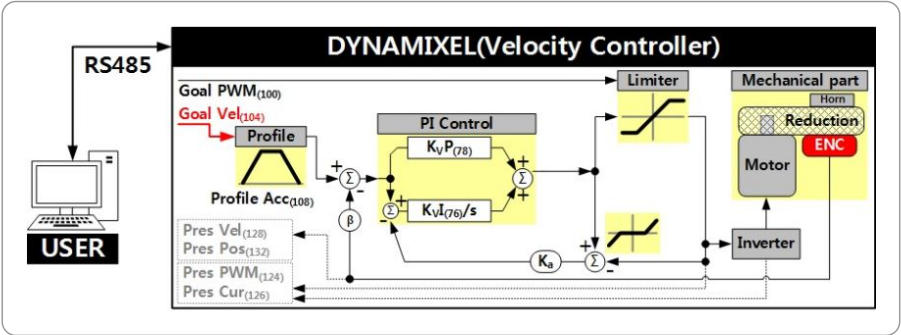 DYNAMIXEL(Velocity Controller)
RS485
USER
Goal PWM(100)
Goal Vel(104)
Profile
Profile Acc(108)
PI Control
KVP(78)
KVI(76)/s
Σ
Σ
Σ
Σ
+
-
+
-
+
+
+
-
β
Ka
Limiter
Mechanical part
Horn
Reduction
ENC
Motor
Inverter
Pres Vel(128)
Pres Pos(132)
Pres PWM(124)
Pres Cur(126)